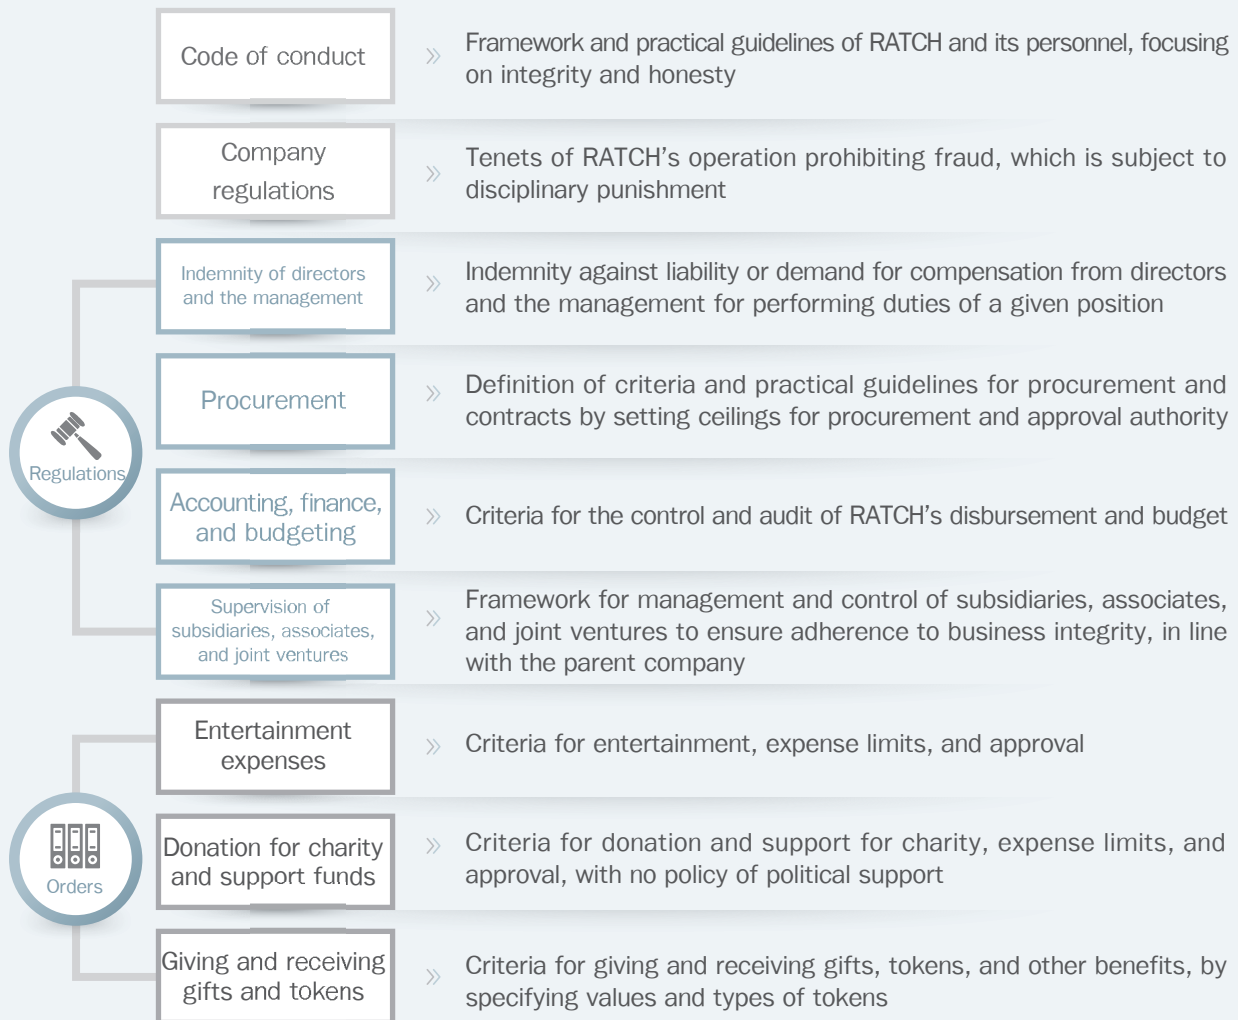 Code of conduct
»
Framework and practical guidelines of RATCH and its personnel, focusing
on integrity and honesty
Company
regulations
»
Tenets of RATCH's operation prohibiting fraud, which is subject to
disciplinary punishment
Regulations
Indemnity of directors
and the management
»
Indemnity against liability or demand for compensation from directors
and the management for performing duties of a given position
Procurement
»
Definition of criteria and practical guidelines for procurement and
contracts by setting ceilings for procurement and approval authority
Accounting, finance,
and budgeting
»
Criteria for the control and audit of RATCH's disbursement and budget
Supervision of
subsidiaries, associates,
and joint ventures
»
Framework for management and control of subsidiaries, associates,
and joint ventures to ensure adherence to business integrity, in line
with the parent company
Orders
Entertainment
expenses
»
Criteria for entertainment, expense limits, and approval
Donation for charity
and support funds
»
Criteria for donation and support for charity, expense limits, and
approval, with no policy of political support
Giving and receiving
gifts and tokens
»
Criteria for giving and receiving gifts, tokens, and other benefits, by
specifying values and types of tokens